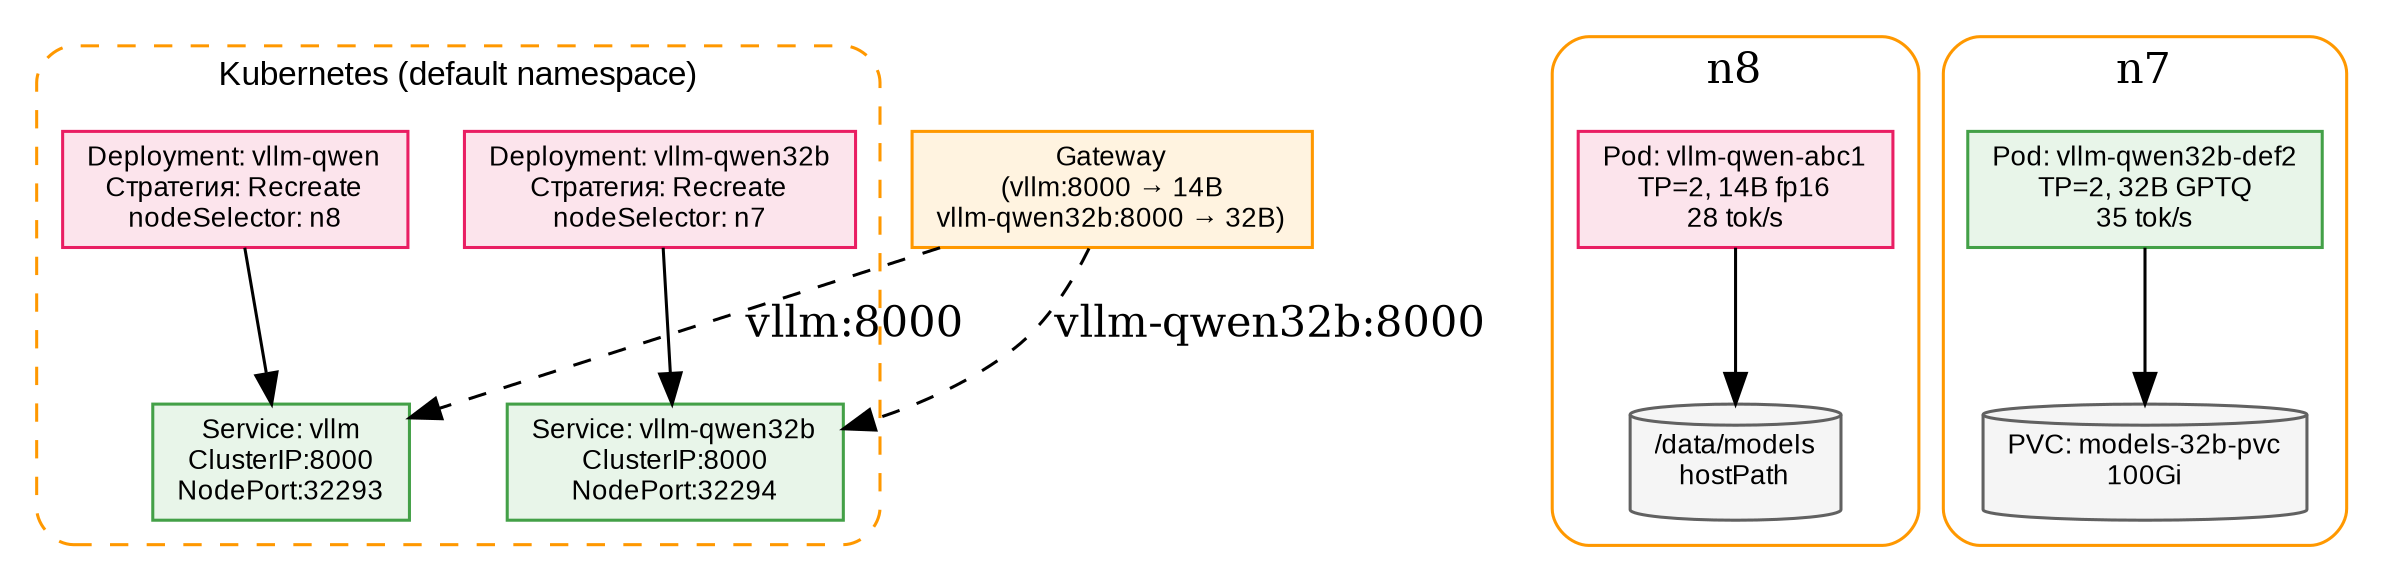 Kubernetes (default namespace)
Deployment: vllm-qwen
Стратегия: Recreate
nodeSelector: n8
Deployment: vllm-qwen32b
Стратегия: Recreate
nodeSelector: n7
Gateway
(vllm:8000 → 14B
vllm-qwen32b:8000 → 32B)
vllm:8000
vllm-qwen32b:8000
Service: vllm
ClusterIP:8000
NodePort:32293
Service: vllm-qwen32b
ClusterIP:8000
NodePort:32294
n8
Pod: vllm-qwen-abc1
TP=2, 14B fp16
28 tok/s
/data/models
hostPath
n7
Pod: vllm-qwen32b-def2
TP=2, 32B GPTQ
35 tok/s
PVC: models-32b-pvc
100Gi